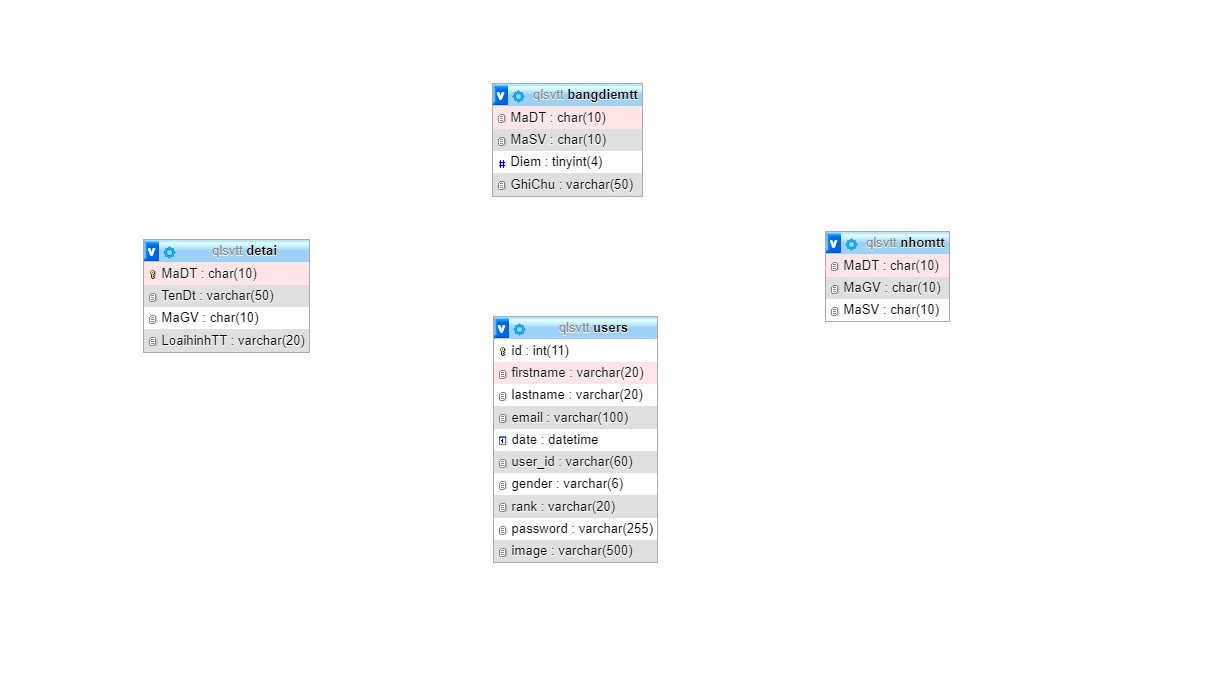 v qlsvtt bangdiemtt
MaDT : char(10)
MaSV : char(10)
# Diem : tinyint(4)
GhiChu : varchar(50)
v qlsvtt detai
MaDT : char(10)
TenDt : varchar(50)
MaGV : char(10)
LoaihinhTT : varchar(20)
v qlsvtt nhomtt
MaDT : char(10)
MaGV : char(10)
MaSV : char(10)
v qlsvtt users
id : int(11)
firstname : varchar(20)
lastname : varchar(20)
email : varchar(100)
date : datetime
user_id : varchar(60)
gender : varchar(6)
rank : varchar(20)
password : varchar(255)
image : varchar(500)